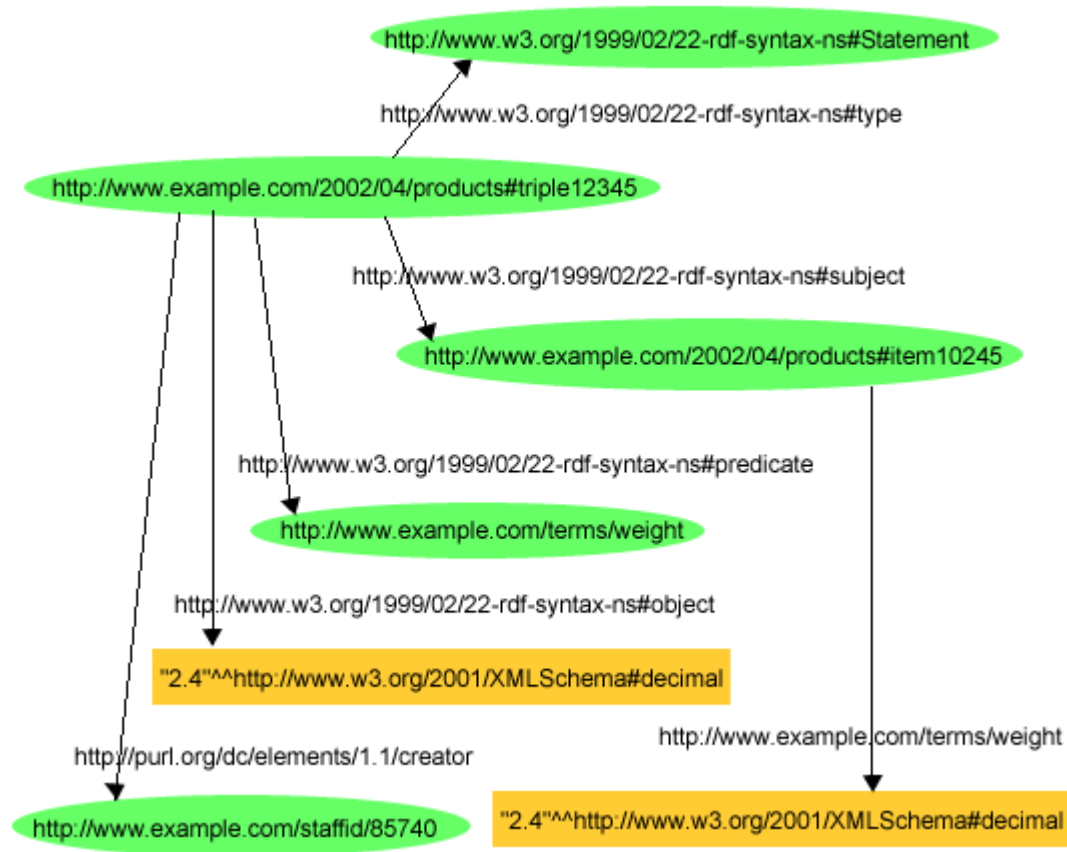 http://www.w3.org/1999/02/22-rdf-syntax-ns#Statement
http://www.w3.org/1999/02/22-rdf-syntax-ns#type
http://www.example.com/2002/04/products#triple12345
http://www.w3.org/1999/02/22-rdf-syntax-ns#subject
http://www.example.com/2002/04/products#item10245
http://www.w3.org/1999/02/22-rdf-syntax-ns#predicate
http://www.example.com/terms/weight
http://www.w3.org/1999/02/22-rdf-syntax-ns#object
"2.4"^^http://www.w3.org/2001/XMLSchema#decimal
http://www.example.com/terms/weight
http://purl.org/dc/elements/1.1/creator
"2.4"^^http://www.w3.org/2001/XMLSchema#decimal
http://www.example.com/staffid/85740